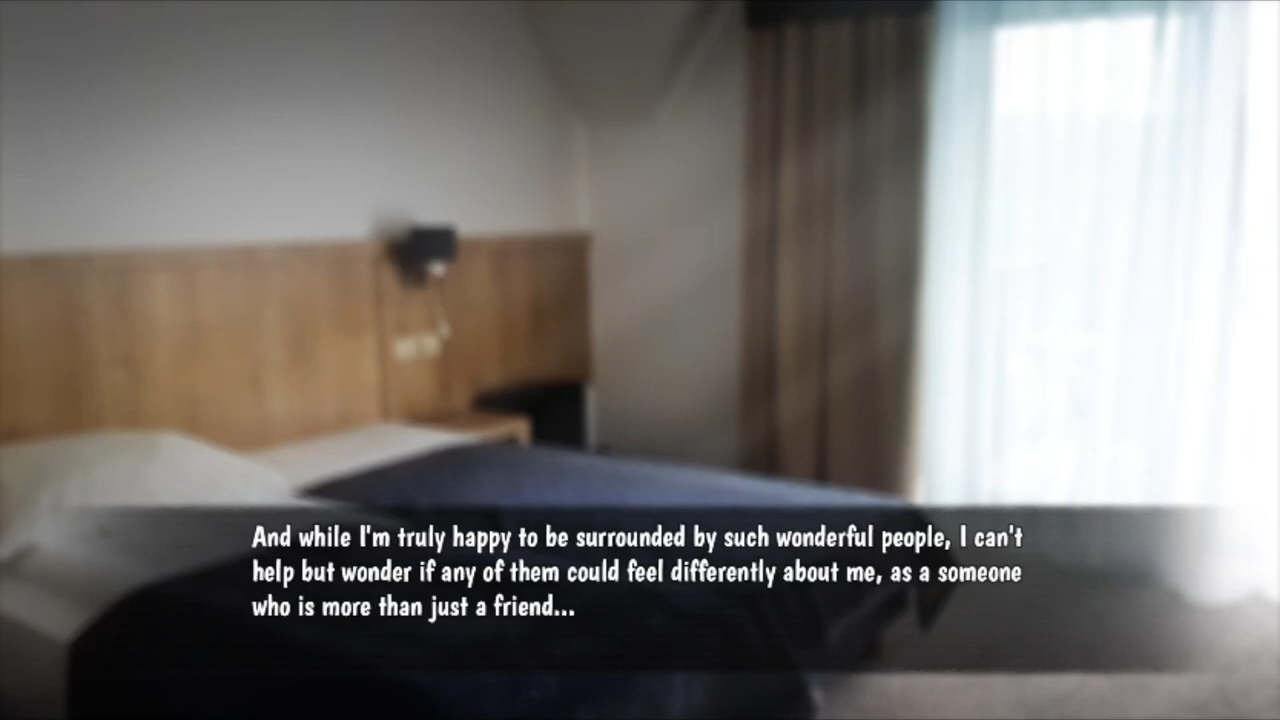 And while I'm truly happy to be surrounded by such wonderful people, I can't
help but wonder if any of them could feel differently about me, as a someone
who is more than just a friend...